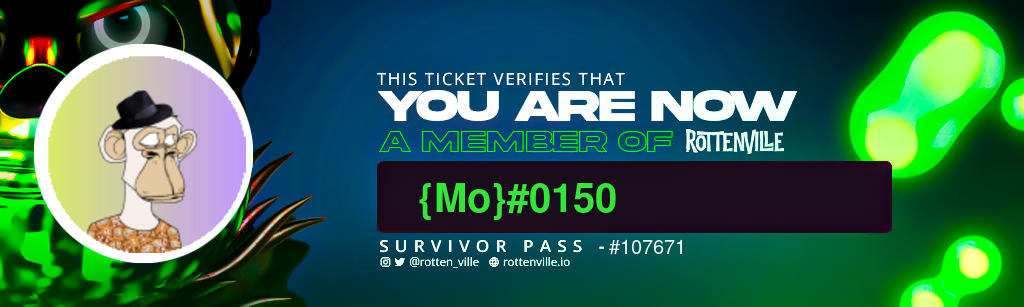 THIS TICKET VERIFIES THAT
YOU ARE NOW
A MEMBER OF ROTTENVILLE
{Mo}#0150
SURVIVOR PASS - #107671
@rotten_ville rottenville.io